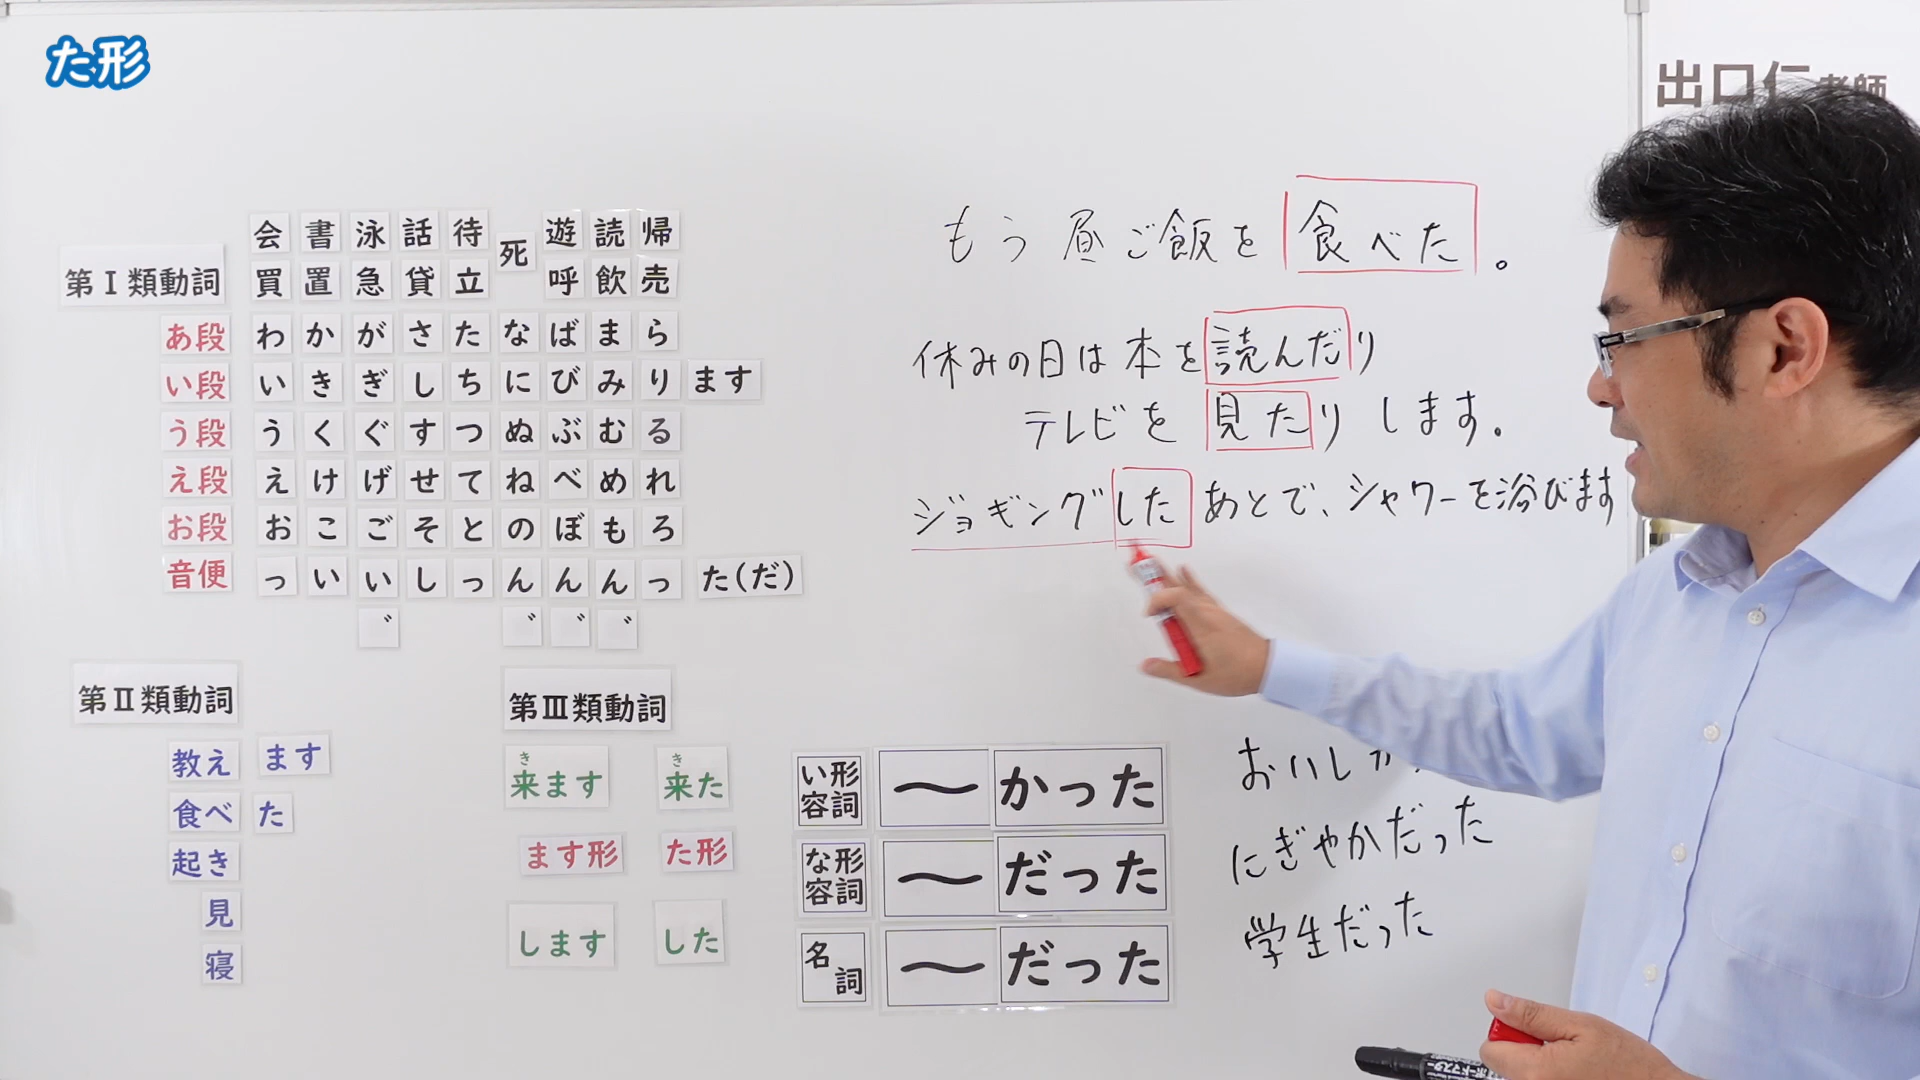 た形
出口仁老師
会 書 泳 話 待 死 遊 読 帰
買 置 急 貸 立 呼 飲 売
第Ⅰ類動詞
あ段 わ か が さ た な ば ま ら
い段 い き ぎ し ち に び み り ます
う段 う く ぐ す つ ぬ ぶ む る
え段 え け げ せ て ね べ め れ
お段 お こ ご そ と の ぼ も ろ
音便 っ い い し っ ん ん ん っ た(だ)
゛ ゛ ゛ ゛
第Ⅱ類動詞
教え ます
食べ た
起き
見
寝
第Ⅲ類動詞
き き
来ます 来た
ます形 た形
します した
い形容詞 〜かった
な形容詞 〜だった
名詞 〜だった
もう昼ご飯を食べた。
休みの日は本を読んだり
テレビを見たりします。
ジョギングしたあとで、シャワーを浴びます
おいしか
にぎやかだった
学生だった
ボードマスター